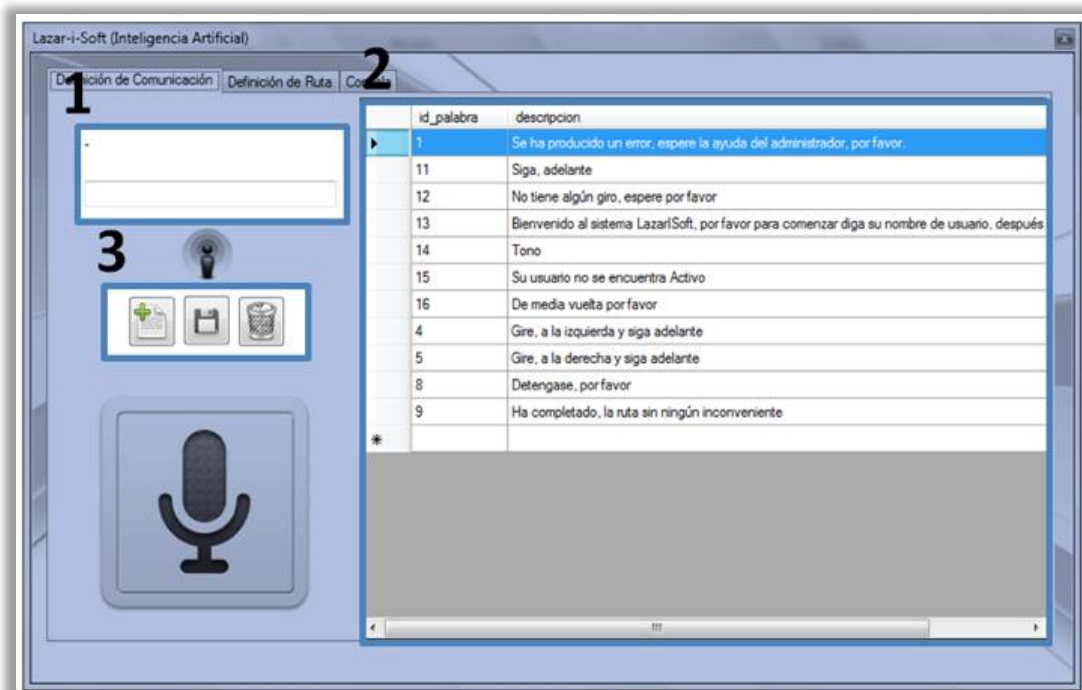 Lazar-i-Soft (Inteligencia Artificial)
1
2
Definición de Comunicación Definición de Ruta
3
id_palabra descripcion
1 Se ha producido un error, espere la ayuda del administrador, por favor.
11 Siga, adelante
12 No tiene algún giro, espere por favor
13 Bienvenido al sistema LazarISoft, por favor para comenzar diga su nombre de usuario, después
14 Tono
15 Su usuario no se encuentra Activo
16 De media vuelta por favor
4 Gire, a la izquierda y siga adelante
5 Gire, a la derecha y siga adelante
8 Detengase, por favor
9 Ha completado, la ruta sin ningún inconveniente